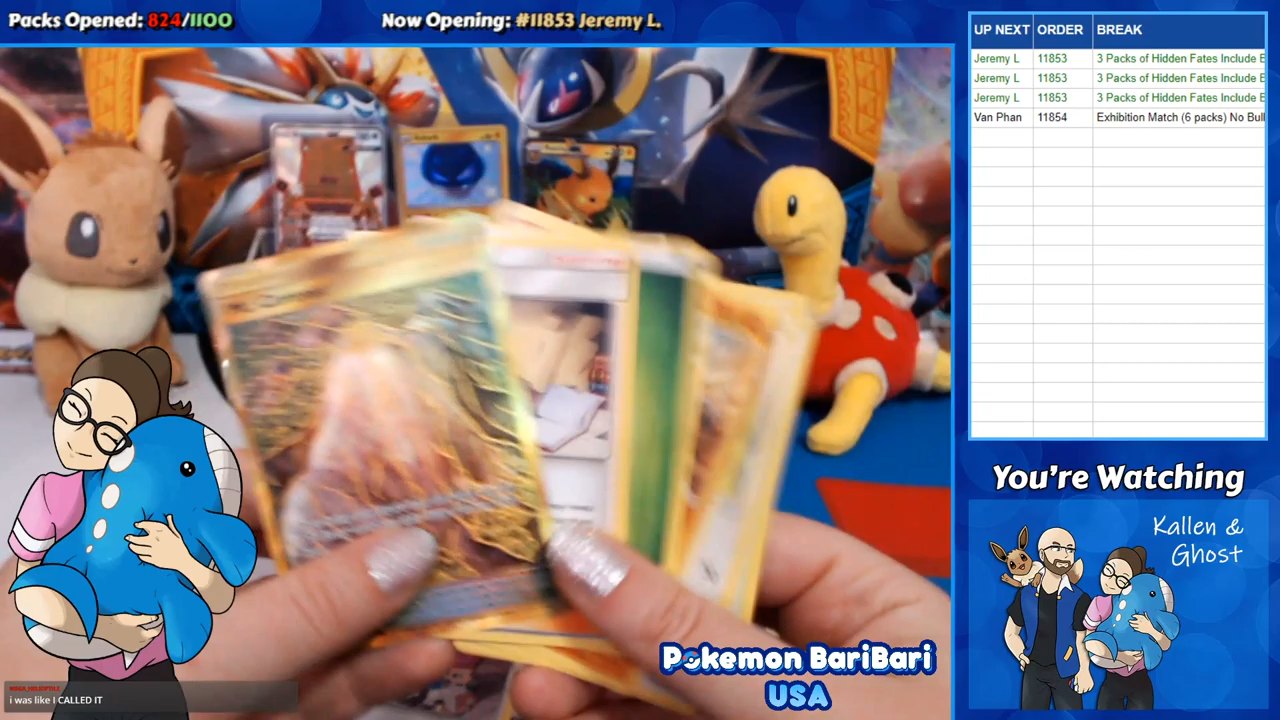 Packs Opened: 824/1100
Now Opening: #11853 Jeremy L.
UP NEXT ORDER BREAK
Jeremy L 11853 3 Packs of Hidden Fates Include E
Jeremy L 11853 3 Packs of Hidden Fates Include E
Jeremy L 11853 3 Packs of Hidden Fates Include E
Van Phan 11854 Exhibition Match (6 packs) No Bull
You're Watching
Kallen &
Ghost
Pokemon BariBari
USA
i was like I CALLED IT